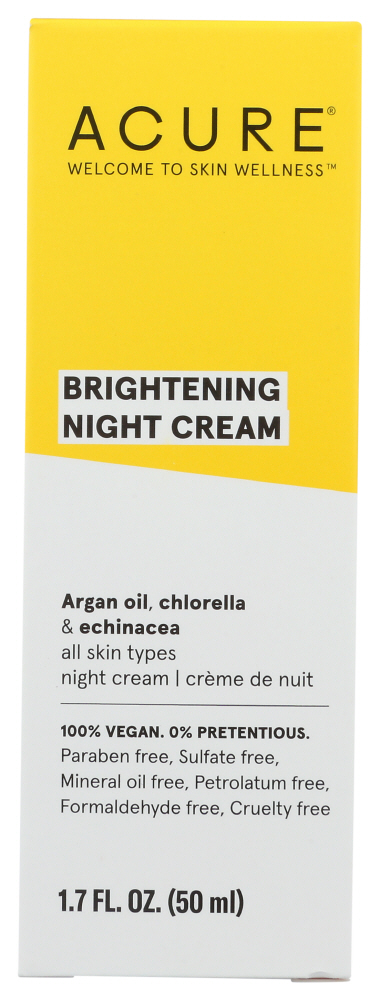 ACURE®
WELCOME TO SKIN WELLNESS™
BRIGHTENING
NIGHT CREAM
Argan oil, chlorella
& echinacea
all skin types
night cream | crème de nuit
100% VEGAN. 0% PRETENTIOUS.
Paraben free, Sulfate free,
Mineral oil free, Petrolatum free,
Formaldehyde free, Cruelty free
1.7 FL. OZ. (50 ml)